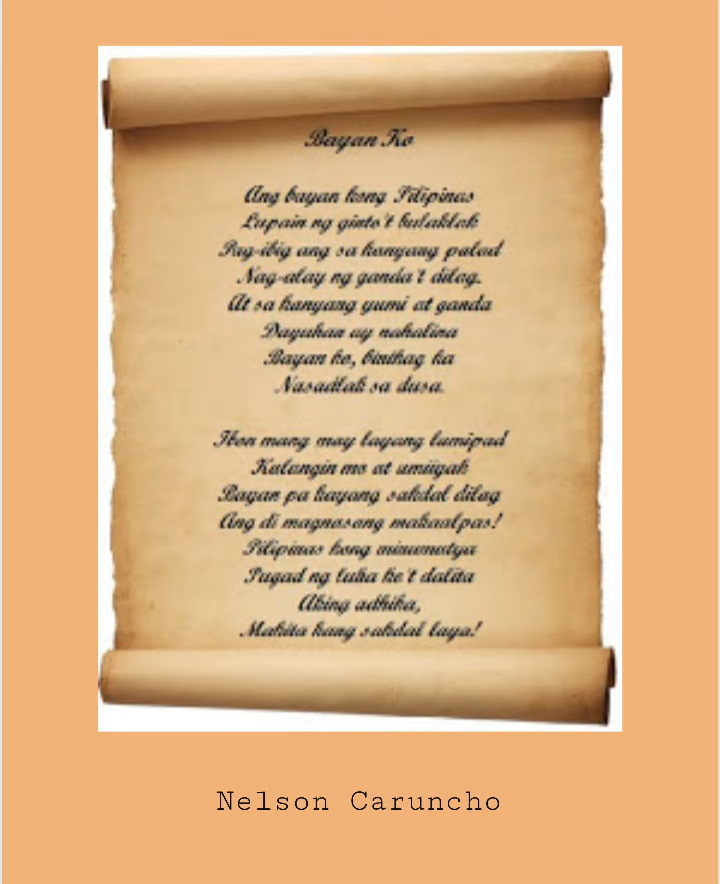 Bayan Ko
Ang bayan kong Pilipinas
Lupain ng ginto't bulaklak
Pag-ibig ang sa kanyang palad
Nag-alay ng ganda't dilag.
At sa kanyang yumi at ganda
Dayuhan ay nahalina
Bayan ko, binihag ka
Nasadlak sa dusa.
Ibon mang may layang lumipad
Kulungin mo at umiiyak
Bayan pa kayang sakdal dilag
Ang di magnasang makaalpas!
Pilipinas kong minumutya
Pugad ng luha ko't dalita
Aking adhika,
Makita kang sakdal laya!
Nelson Caruncho